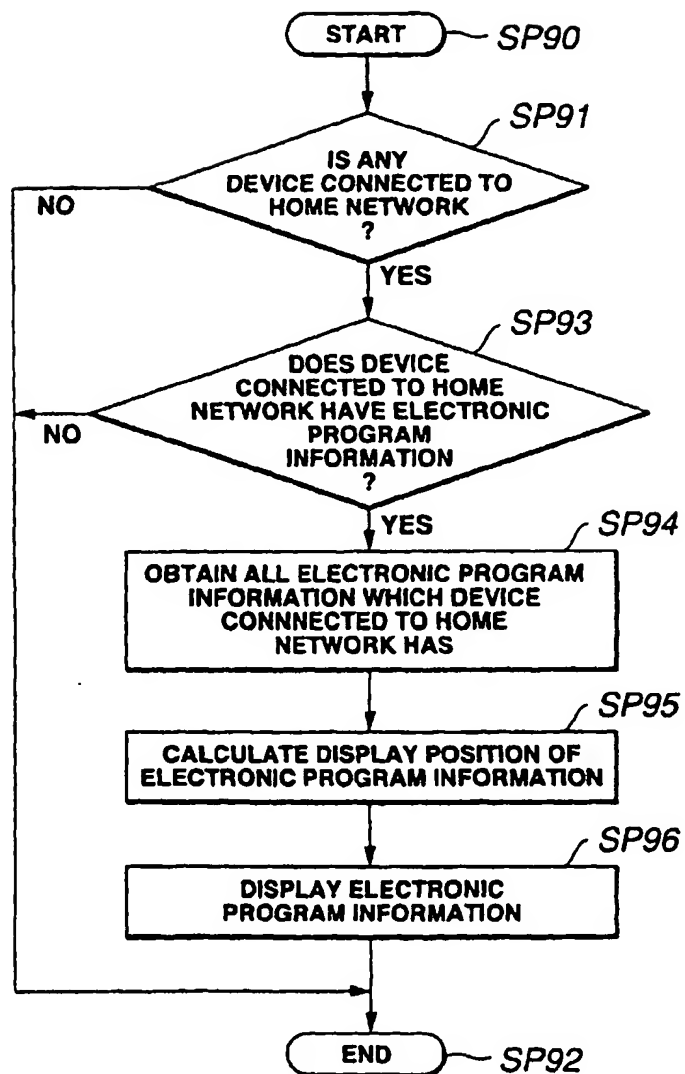 START
SP90
SP91
IS ANY
DEVICE CONNECTED TO
HOME NETWORK
?
NO
YES
SP93
DOES DEVICE
CONNECTED TO HOME
NETWORK HAVE ELECTRONIC
PROGRAM
INFORMATION
?
NO
YES
SP94
OBTAIN ALL ELECTRONIC PROGRAM
INFORMATION WHICH DEVICE
CONNNECTED TO HOME
NETWORK HAS
SP95
CALCULATE DISPLAY POSITION OF
ELECTRONIC PROGRAM INFORMATION
SP96
DISPLAY ELECTRONIC
PROGRAM INFORMATION
END
SP92